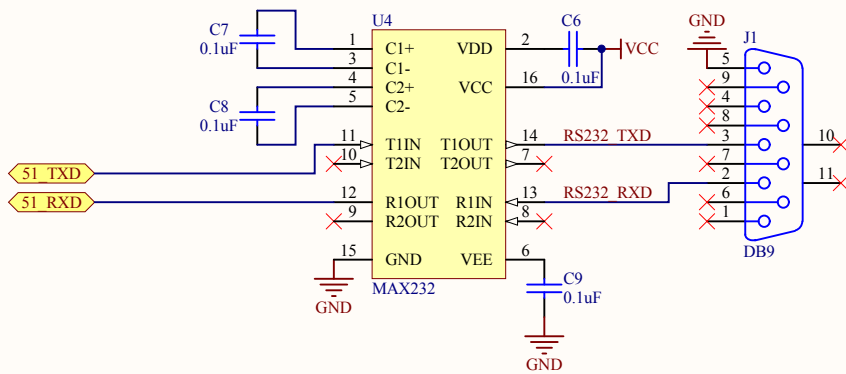 C7
0.1uF
C8
0.1uF
51_TXD
51_RXD
U4
1 C1+ VDD 2
3 C1-
4 C2+ VCC 16
5 C2-
11 T1IN T1OUT 14
10 T2IN T2OUT 7
12 R1OUT R1IN 13
9 R2OUT R2IN 8
15 GND VEE 6
MAX232
GND
C6
0.1uF
VCC
RS232_TXD
RS232_RXD
C9
0.1uF
GND
GND
J1
5
9
4
8
3
7
2
6
1
10
11
DB9